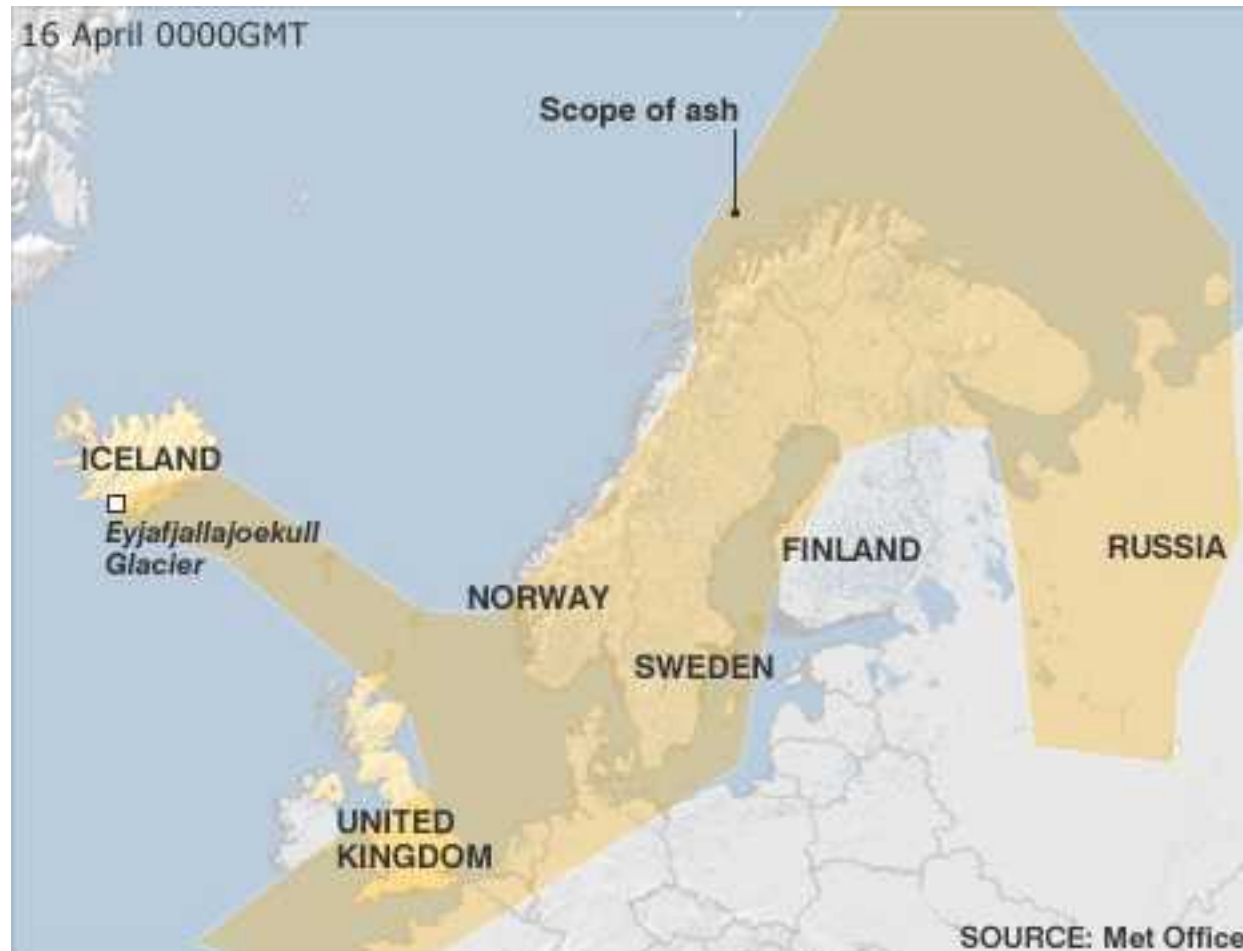 16 April 0000GMT
Scope of ash
ICELAND
Eyjafjallajoekull
Glacier
NORWAY
FINLAND
RUSSIA
SWEDEN
UNITED
KINGDOM
SOURCE: Met Office